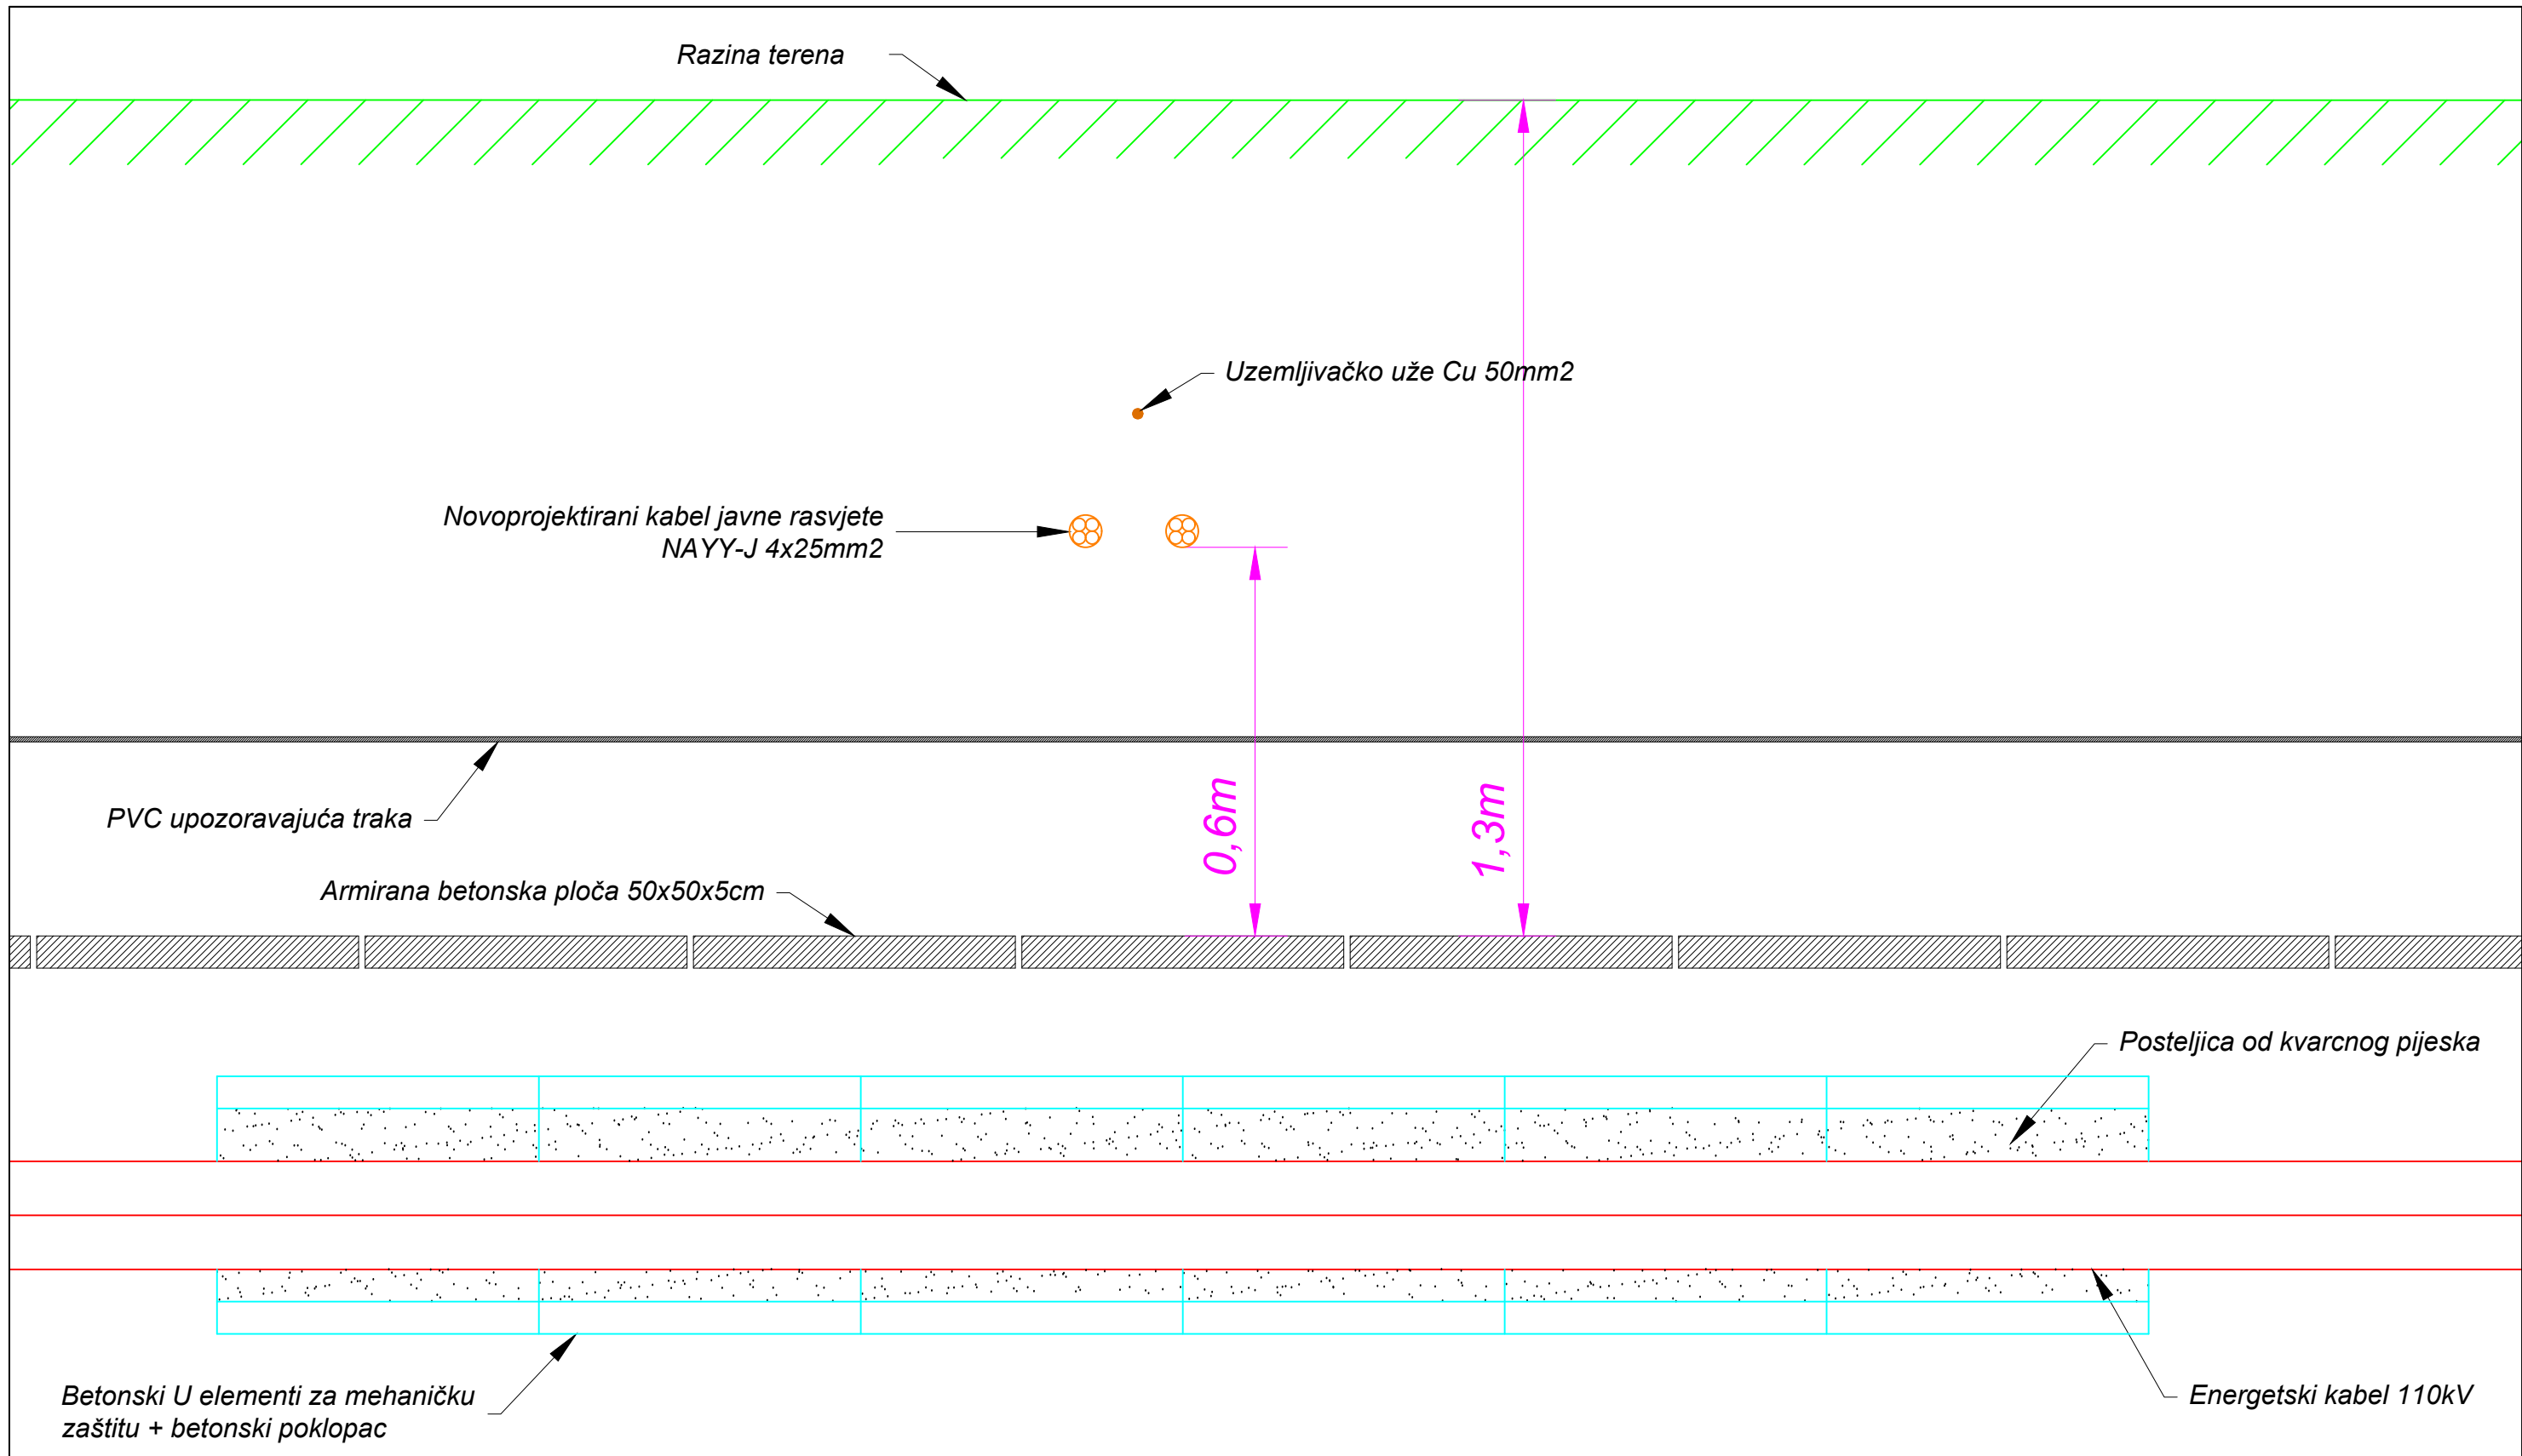 Razina terena
Uzemljivačko uže Cu 50mm2
Novoprojektirani kabel javne rasvjete
NAYY-J 4x25mm2
PVC upozoravajuća traka
0,6m
1,3m
Armirana betonska ploča 50x50x5cm
Posteljica od kvarcnog pijeska
Betonski U elementi za mehaničku
zaštitu + betonski poklopac
Energetski kabel 110kV